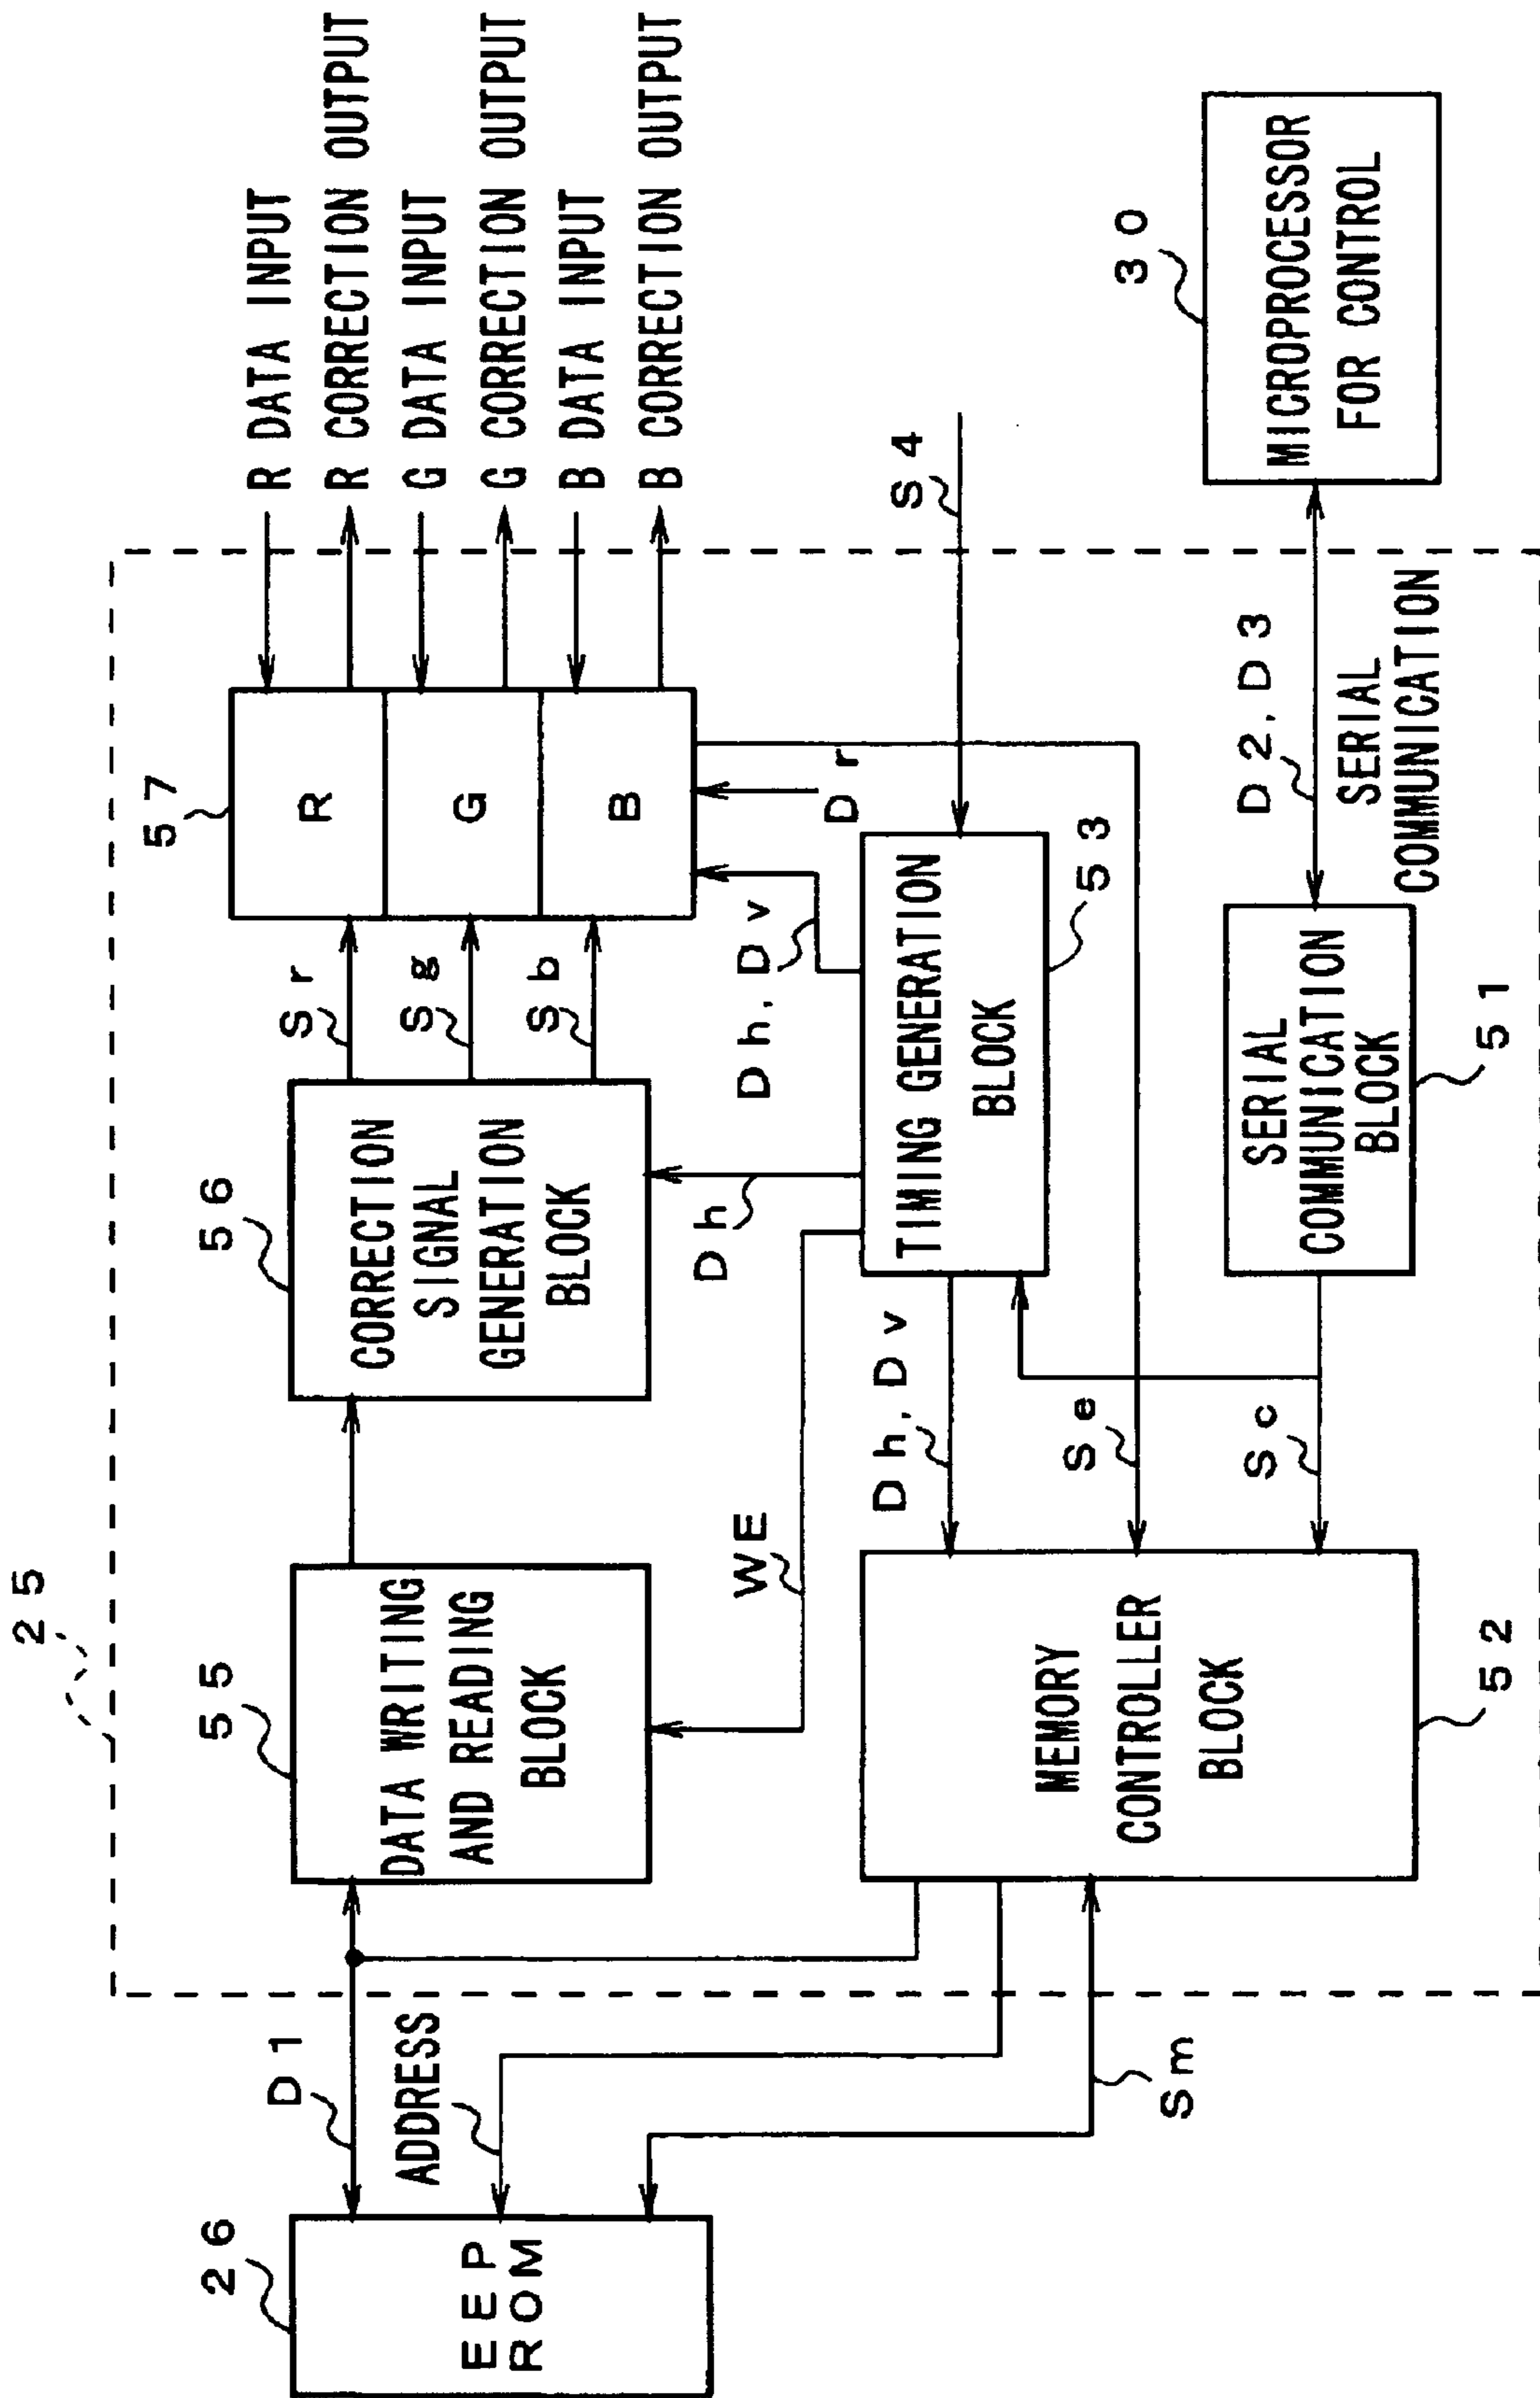 25
26
EEP
ROM
D1
ADDRESS
Sm
55
DATA WRITING
AND READING
BLOCK
56
CORRECTION
SIGNAL
GENERATION
BLOCK
Sr
Sg
Sb
57
R
G
B
R DATA INPUT
R CORRECTION OUTPUT
G DATA INPUT
G CORRECTION OUTPUT
B DATA INPUT
B CORRECTION OUTPUT
WE
Dh
Dh, Dv
Dr
MEMORY
CONTROLLER
BLOCK
52
Dh, Dv
Se
Sc
TIMING GENERATION
BLOCK
53
S4
SERIAL
COMMUNICATION
BLOCK
51
D2, D3
SERIAL
COMMUNICATION
30
MICROPROCESSOR
FOR CONTROL